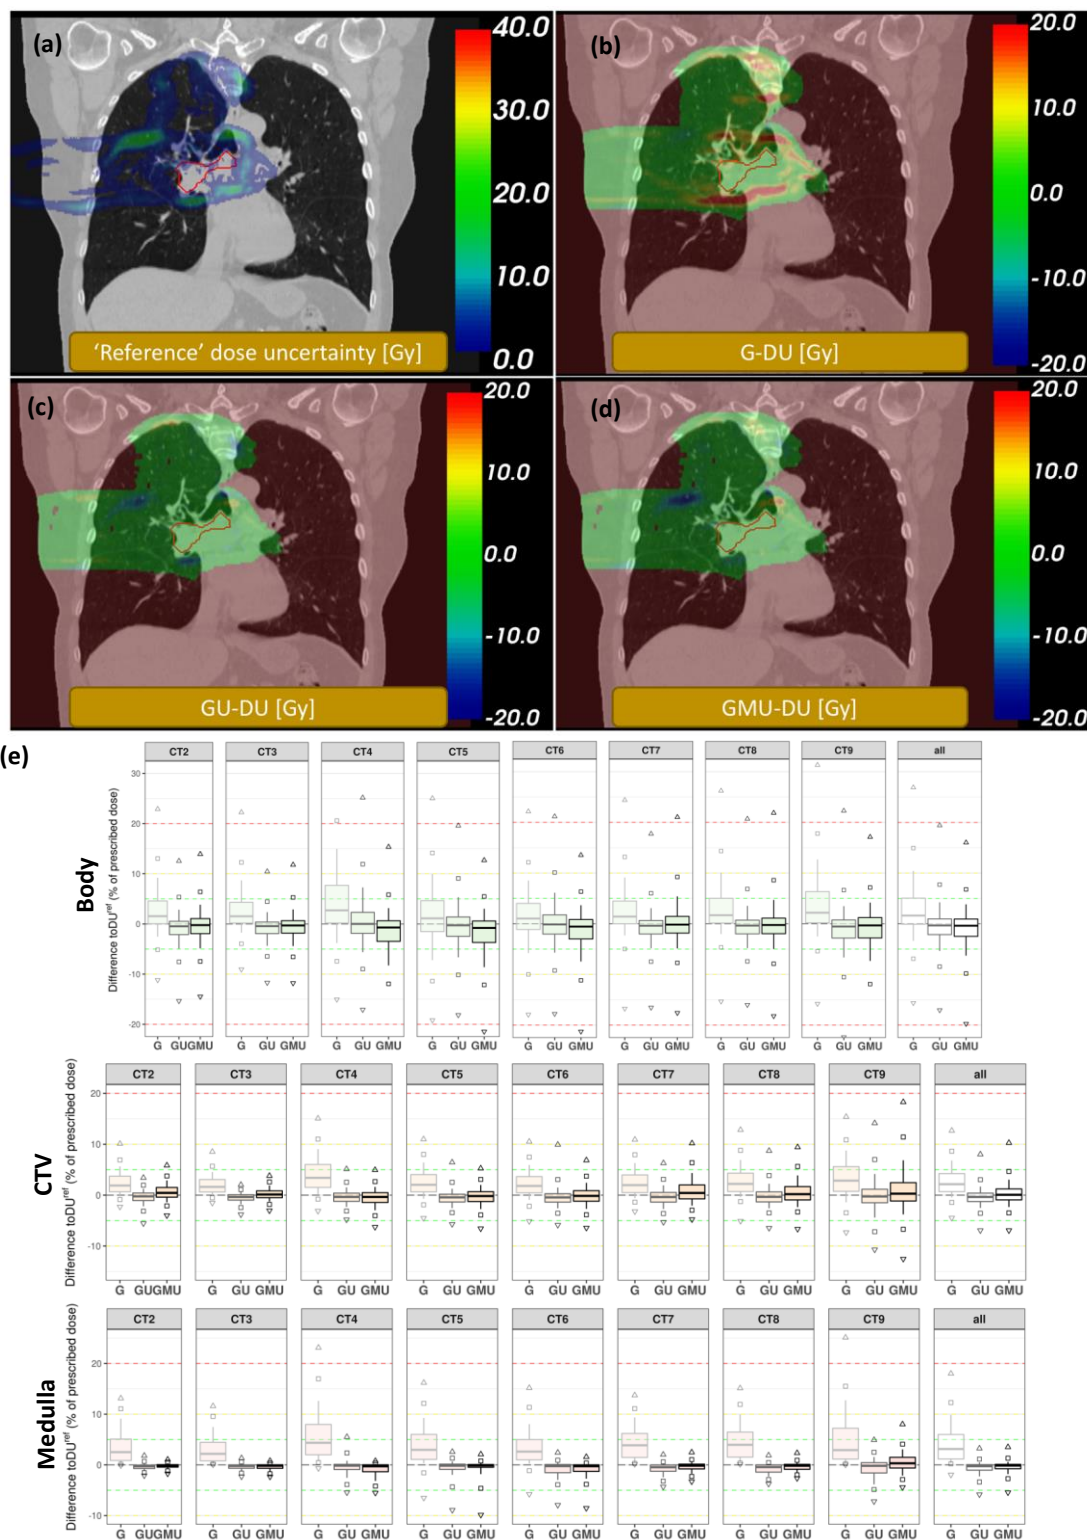 (a)
40.0
30.0
20.0
10.0
0.0
'Reference' dose uncertainty [Gy]
(b)
20.0
10.0
0.0
-10.0
-20.0
G-DU [Gy]
(c)
20.0
10.0
0.0
-10.0
-20.0
GU-DU [Gy]
(d)
20.0
10.0
0.0
-10.0
-20.0
GMU-DU [Gy]
(e)
Body
Difference toDUref (% of prescribed dose)
CT2 CT3 CT4 CT5 CT6 CT7 CT8 CT9 all
30
20
10
0
-10
-20
G GUGMU G GU GMU G GU GMU G GU GMU G GU GMU G GU GMU G GU GMU G GU GMU G GU GMU
CTV
Difference toDUref (% of prescribed dose)
CT2 CT3 CT4 CT5 CT6 CT7 CT8 CT9 all
20
10
0
-10
G GU GMU G GU GMU G GU GMU G GU GMU G GU GMU G GU GMU G GU GMU G GU GMU G GU GMU
Medulla
Difference toDUref (% of prescribed dose)
CT2 CT3 CT4 CT5 CT6 CT7 CT8 CT9 all
20
10
0
-10
G GUGMU G GU GMU G GU GMU G GU GMU G GU GMU G GU GMU G GU GMU G GU GMU G GU GMU